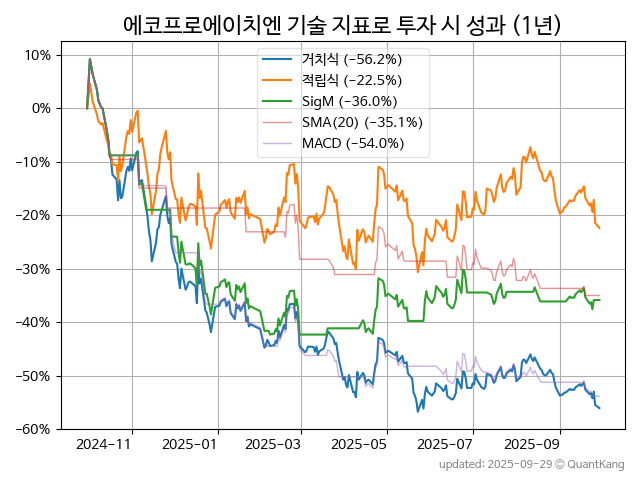 에코프로에이치엔 기술 지표로 투자 시 성과 (1년)
거치식 (−56.2%)
적립식 (−22.5%)
SigM (−36.0%)
SMA(20) (−35.1%)
MACD (−54.0%)
10%
0%
−10%
−20%
−30%
−40%
−50%
−60%
2024-11 2025-01 2025-03 2025-05 2025-07 2025-09
updated: 2025-09-29 © QuantKang